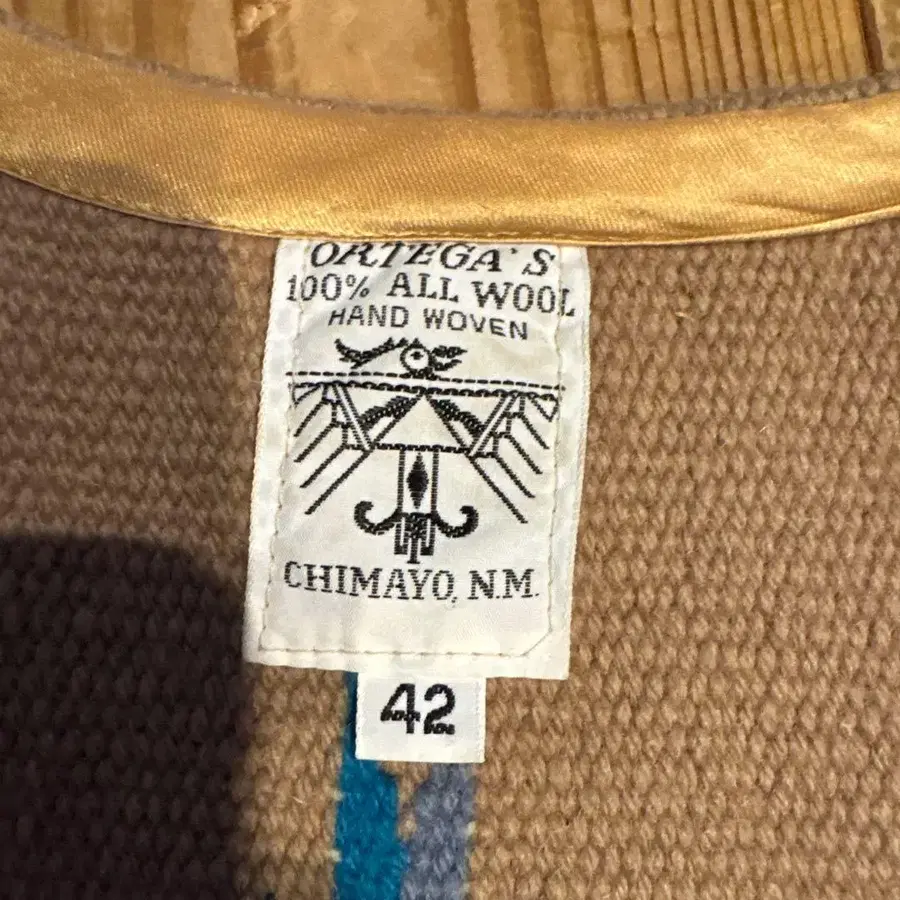 ORTEGA'S
100% ALL WOOL
HAND WOVEN
CHIMAYO, N.M.
42